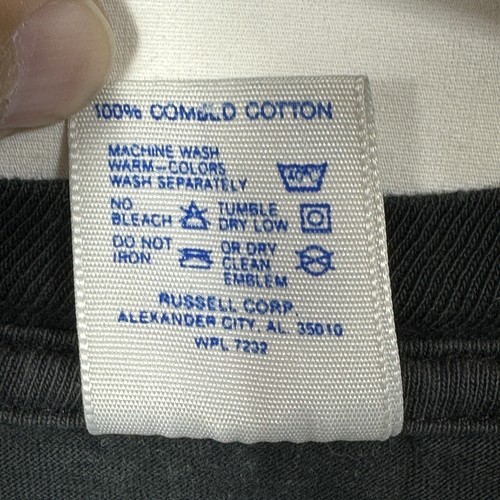 100% COMBED COTTON
MACHINE WASH
WARM-COLORS
WASH SEPARATELY
40°
NO
BLEACH
TUMBLE
DRY LOW
DO NOT
IRON
OR DRY
CLEAN
EMBLEM
RUSSELL CORP.
ALEXANDER CITY, AL. 35010
WPL 7232